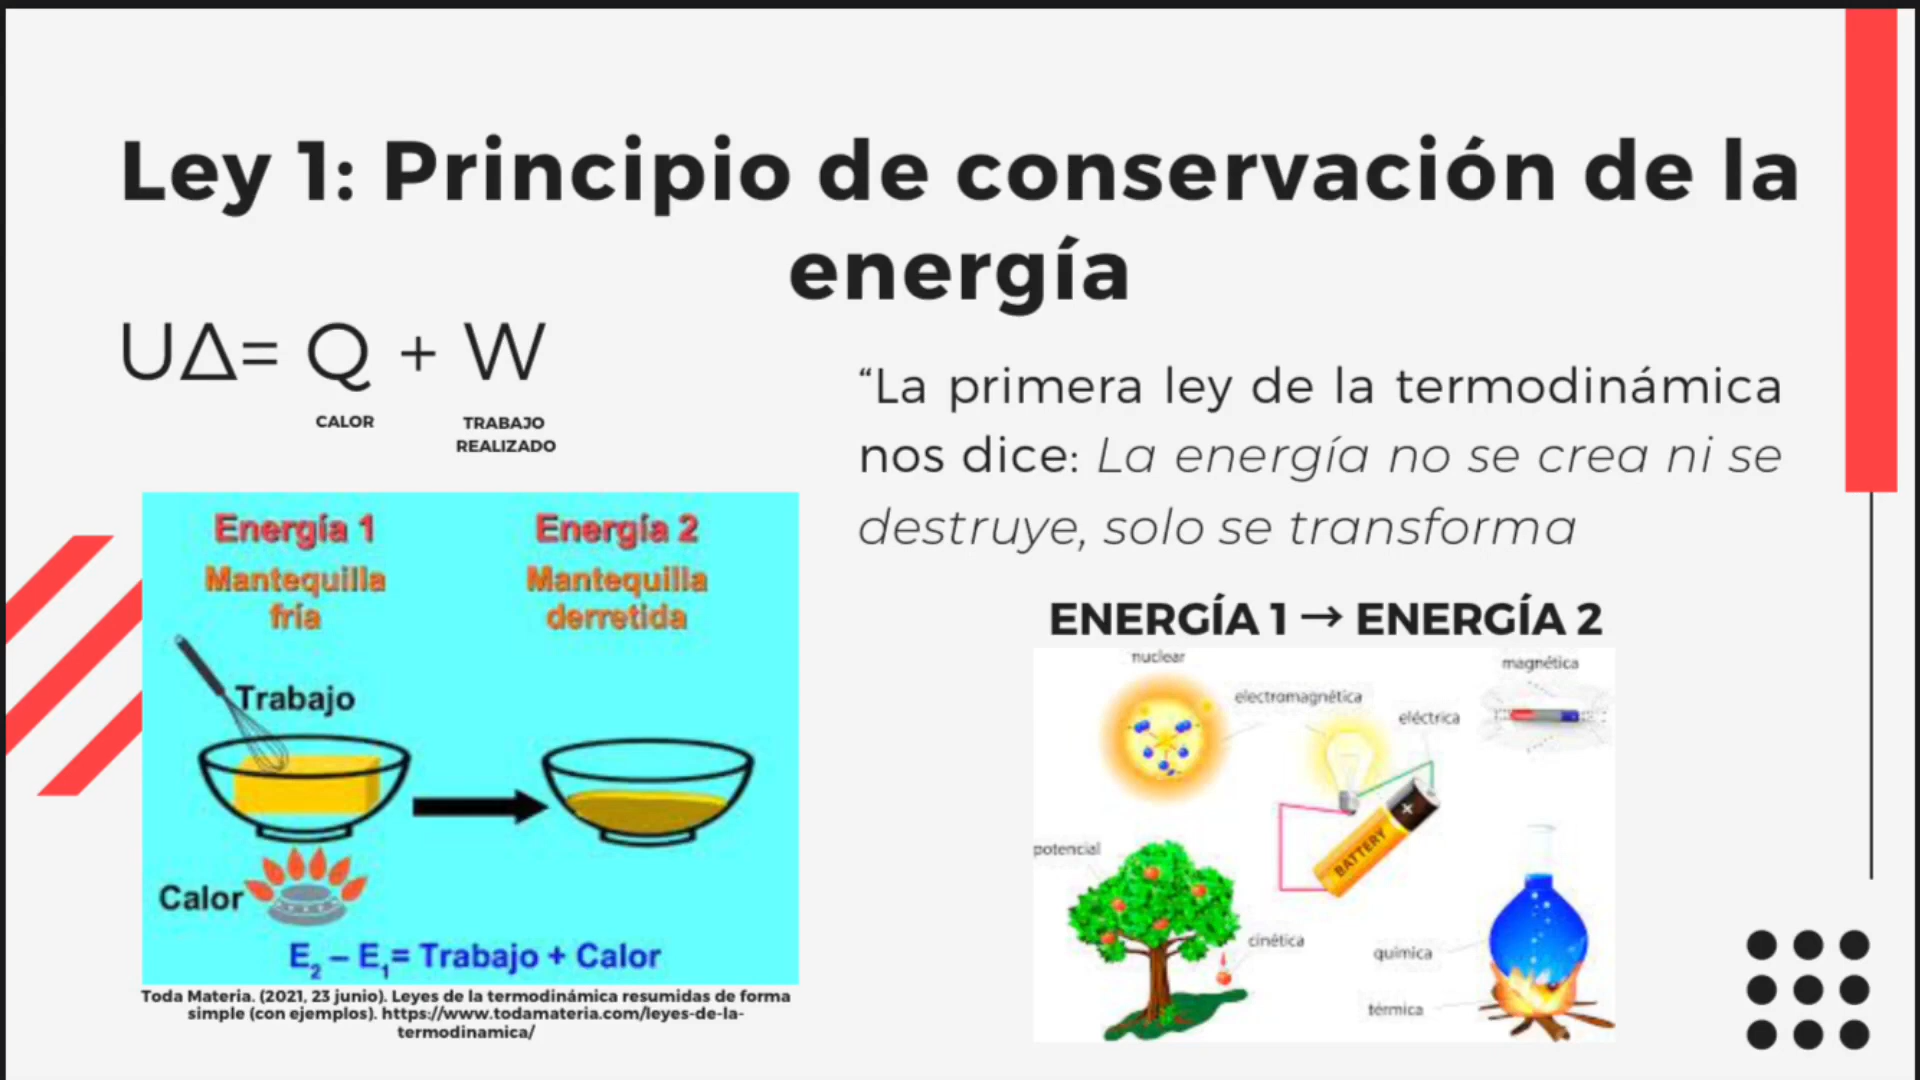 Ley 1: Principio de conservación de la
energía
UΔ= Q + W
CALOR
TRABAJO
REALIZADO
“La primera ley de la termodinámica
nos dice: La energía no se crea ni se
destruye, solo se transforma
Energía 1
Mantequilla
fría
Energía 2
Mantequilla
derretida
Trabajo
Calor
E₂ – E₁= Trabajo + Calor
Toda Materia. (2021, 23 junio). Leyes de la termodinámica resumidas de forma
simple (con ejemplos). https://www.todamateria.com/leyes-de-la-
termodinamica/
ENERGÍA 1 → ENERGÍA 2
nuclear
magnética
electromagnética
eléctrica
BATTERY
potencial
cinética
química
térmica